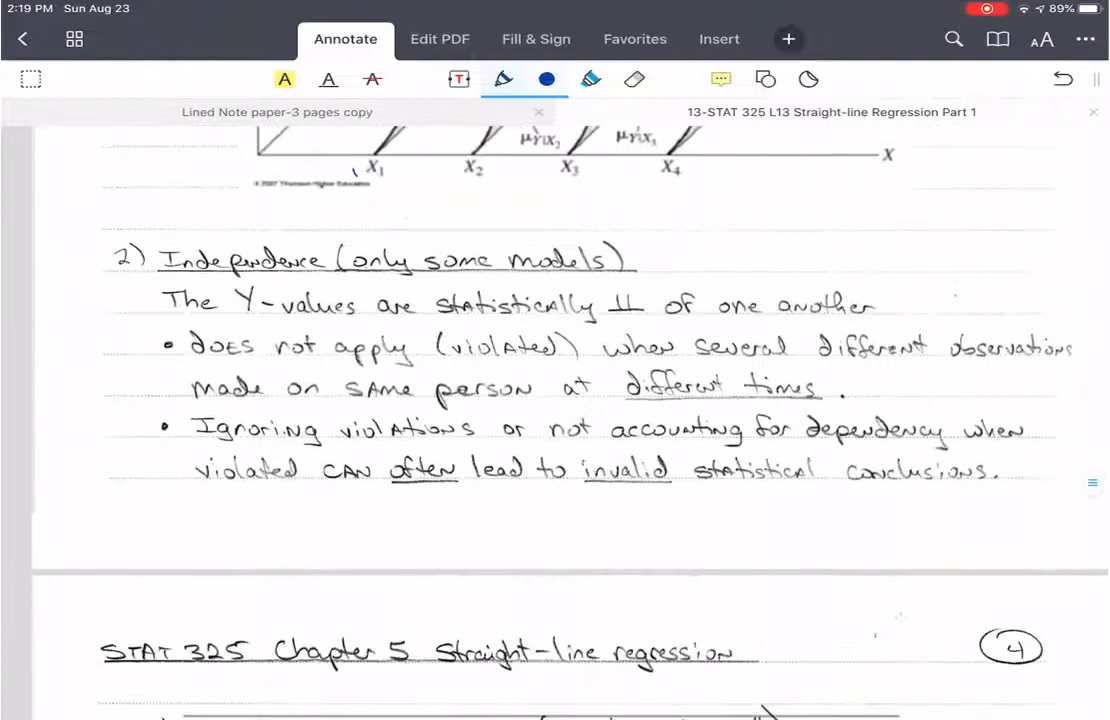 2:19 PM Sun Aug 23
89%
Annotate Edit PDF Fill & Sign Favorites Insert
AA
A A A T
Lined Note paper-3 pages copy
13-STAT 325 L13 Straight-line Regression Part 1
X
X₁ X₂ X₃ X₄
2) Independence (only some models)
The Y-values are statistically ⫫ of one another
• does not apply (violated) when several different observations
made on same person at different times.
• Ignoring violations or not accounting for dependency when
violated CAN often lead to invalid statistical conclusions.
STAT 325 Chapter 5 Straight-line regression
4